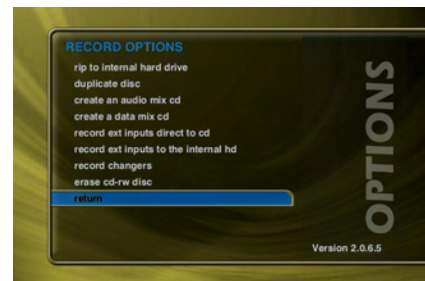 RECORD OPTIONS
rip to internal hard drive
duplicate disc
create an audio mix cd
create a data mix cd
record ext inputs direct to cd
record ext inputs to the internal hd
record changers
erase cd-rw disc
return
OPTIONS
Version 2.0.6.5